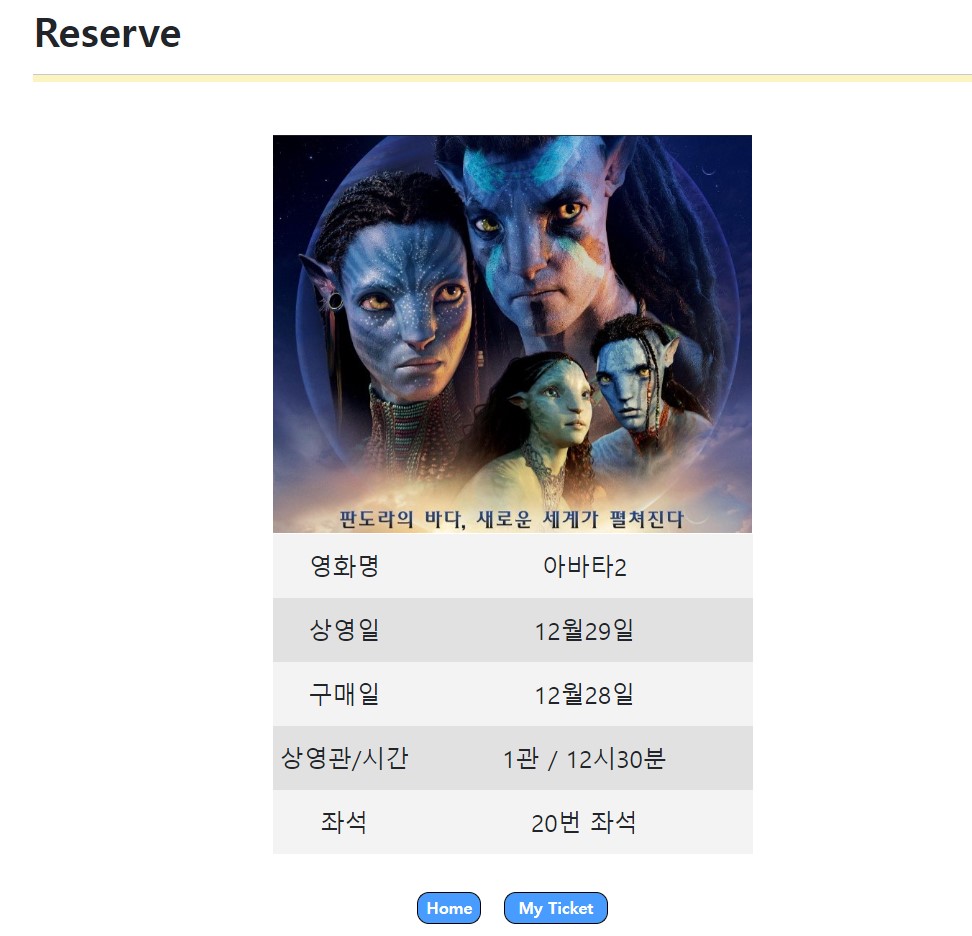 Reserve
판도라의 바다, 새로운 세계가 펼쳐진다
영화명 아바타2
상영일 12월29일
구매일 12월28일
상영관/시간 1관 / 12시30분
좌석 20번 좌석
Home My Ticket